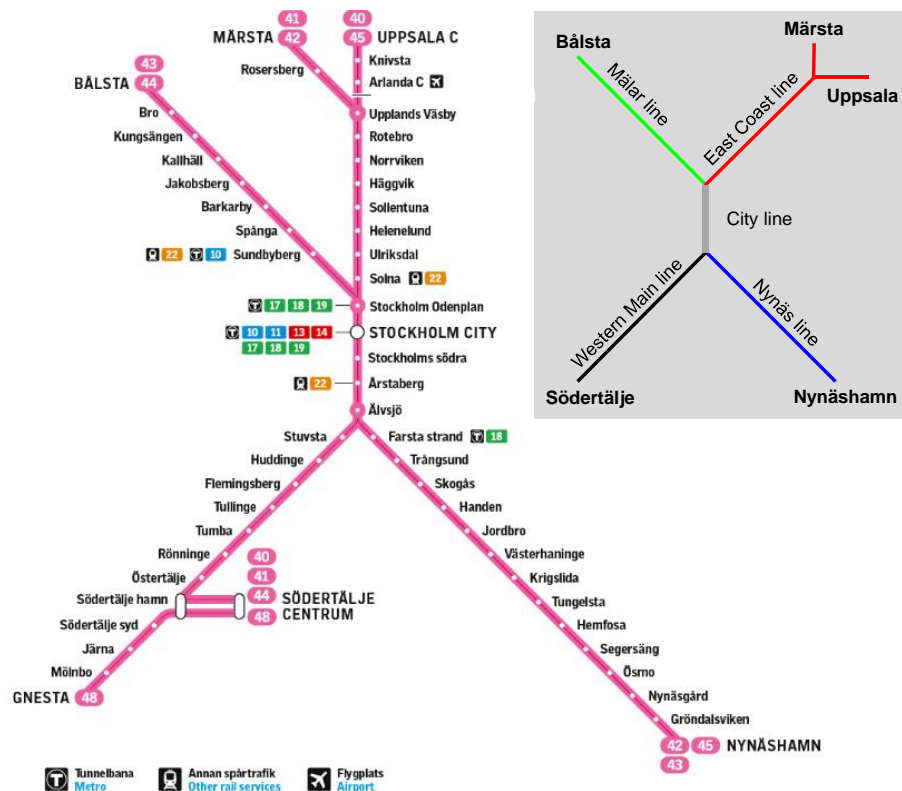 41
42
MÄRSTA
40
45
UPPSALA C
Rosersberg
Knivsta
Arlanda C
43
44
BÅLSTA
Bro
Kungsängen
Kallhäll
Jakobsberg
Barkarby
Spånga
22 10 Sundbyberg
Upplands Väsby
Rotebro
Norrviken
Häggvik
Sollentuna
Helenelund
Ulriksdal
Solna 22
T 17 18 19 Stockholm Odenplan
T 10 11 13 14 STOCKHOLM CITY
17 18 19
Stockholms södra
22 Årstaberg
Älvsjö
Stuvsta
Huddinge
Flemingsberg
Tullinge
Tumba
Rönninge
Östertälje
Södertälje hamn
40
41
44
48
SÖDERTÄLJE
CENTRUM
Södertälje syd
Järna
Mölnbo
GNESTA 48
Farsta strand T 18
Trångsund
Skogås
Handen
Jordbro
Västerhaninge
Krigslida
Tungelsta
Hemfosa
Segersäng
Ösmo
Nynäsgård
Gröndalsviken
42 45 NYNÄSHAMN
43
T Tunnelbana
Metro
Annan spårtrafik
Other rail services
Flygplats
Airport
Bålsta
Märsta
Uppsala
Mälar line
East Coast line
City line
Western Main line
Nynäs line
Södertälje
Nynäshamn